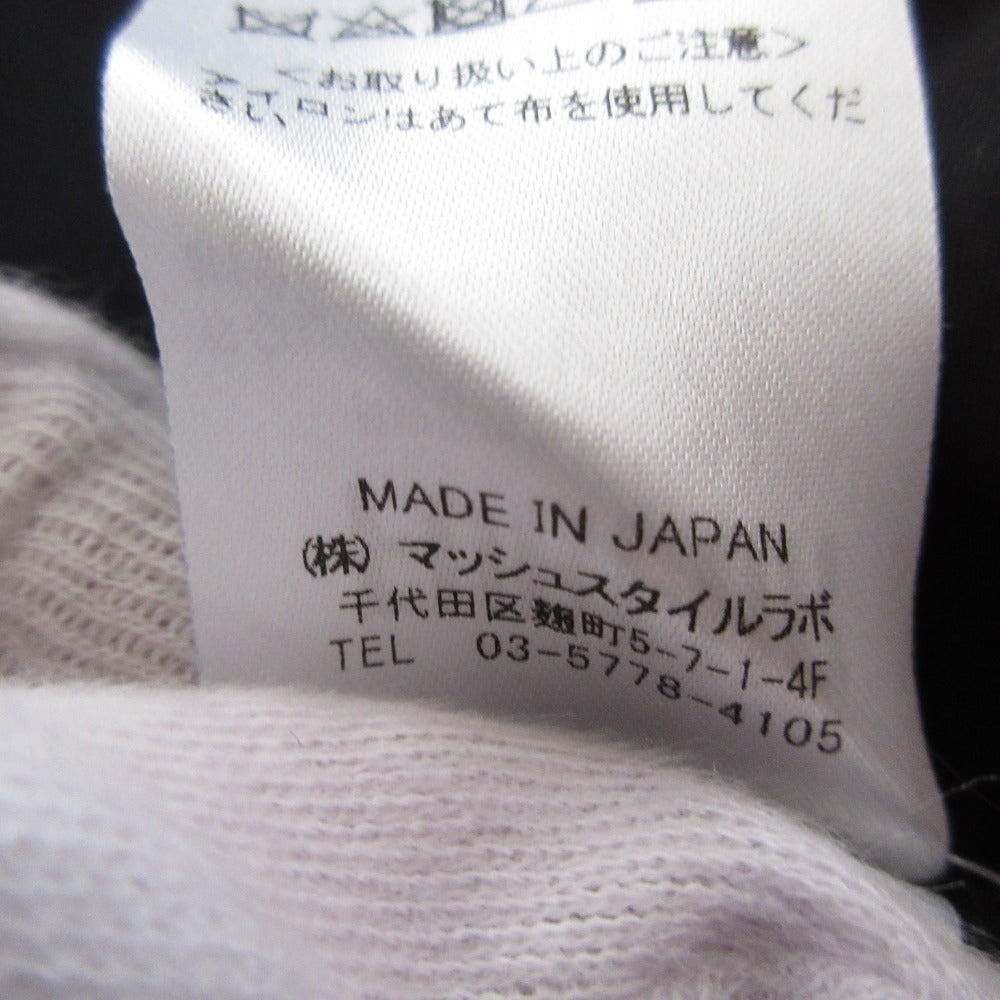 <お取り扱い上のご注意>
アイロンはあて布を使用してくだ
さい
MADE IN JAPAN
(株) マッシュスタイルラボ
千代田区麹町5-7-1-4F
TEL 03-5778-4105